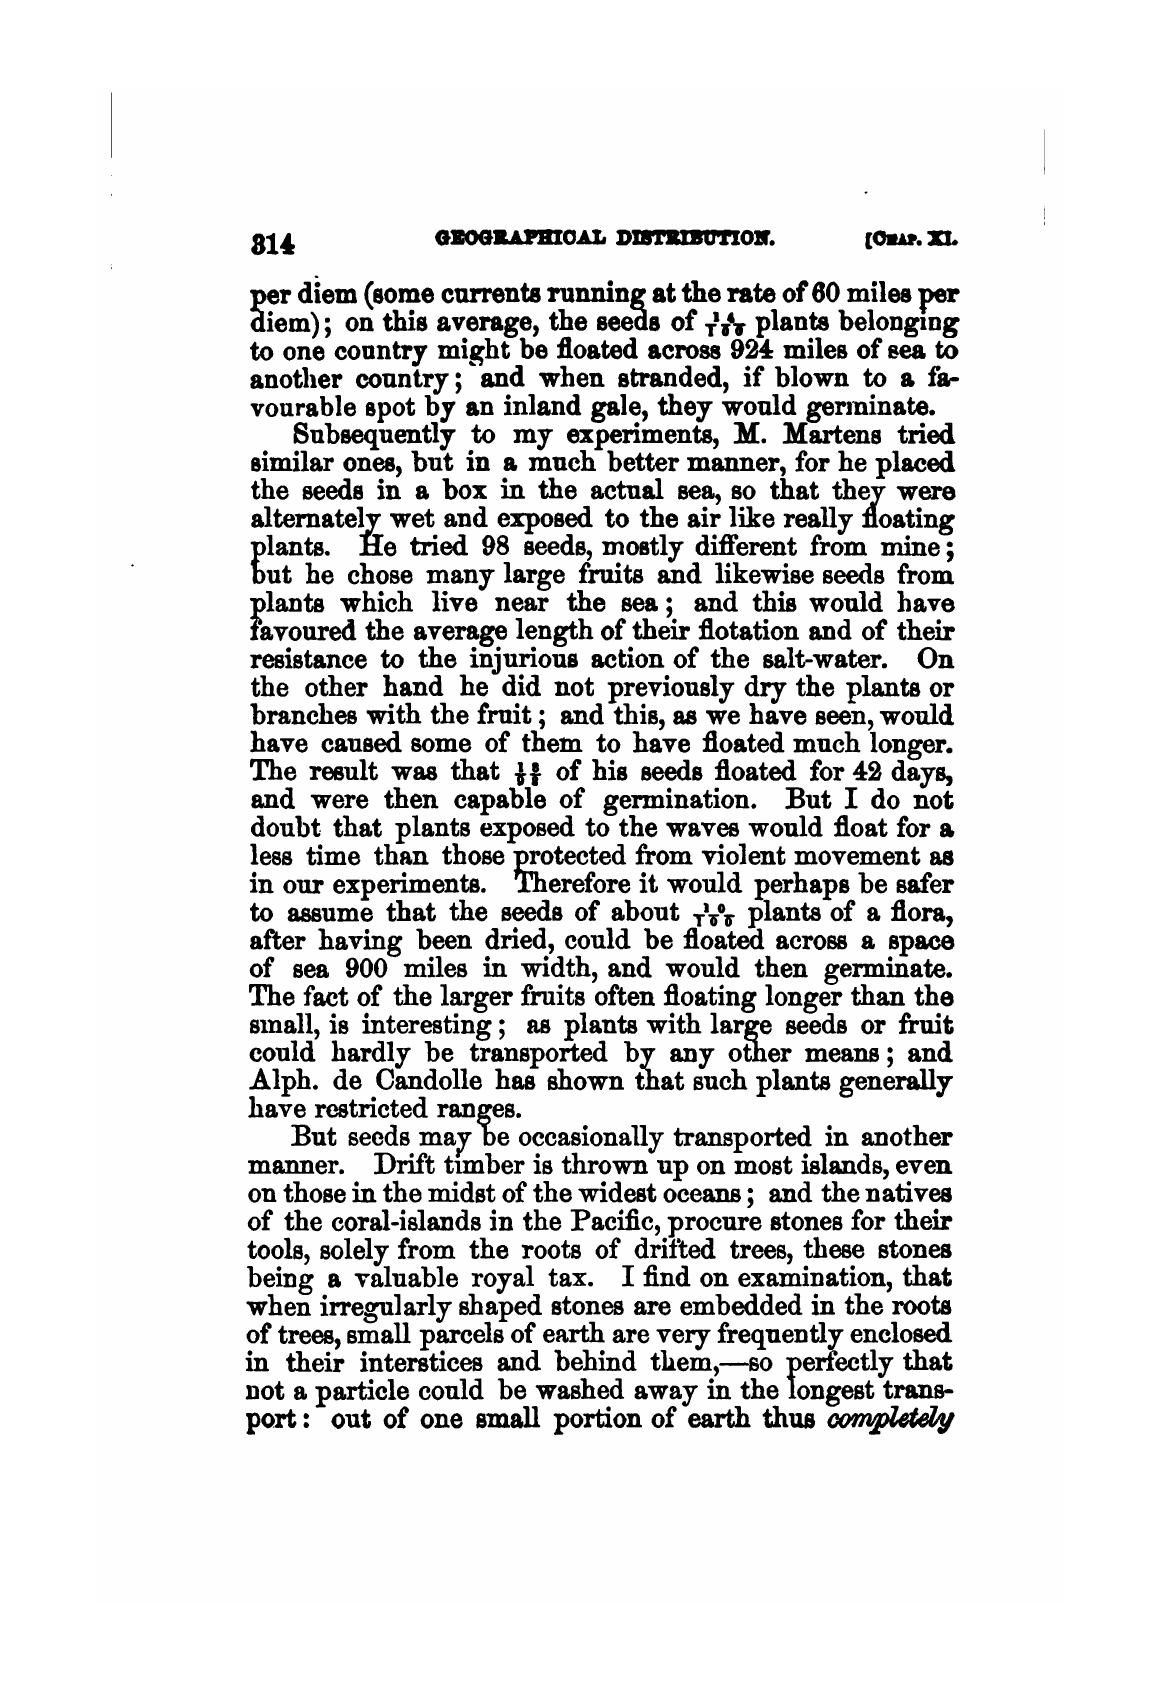 314 GEOGRAPHICAL DISTRIBUTION. [CHAP. XI.
per diem (some currents running at the rate of 60 miles per
diem); on this average, the seeds of 14/100 plants belonging
to one country might be floated across 924 miles of sea to
another country; and when stranded, if blown to a fa-
vourable spot by an inland gale, they would germinate.
Subsequently to my experiments, M. Martens tried
similar ones, but in a much better manner, for he placed
the seeds in a box in the actual sea, so that they were
alternately wet and exposed to the air like really floating
plants. He tried 98 seeds, mostly different from mine;
but he chose many large fruits and likewise seeds from
plants which live near the sea; and this would have
favoured the average length of their flotation and of their
resistance to the injurious action of the salt-water. On
the other hand he did not previously dry the plants or
branches with the fruit; and this, as we have seen, would
have caused some of them to have floated much longer.
The result was that 18/98 of his seeds floated for 42 days,
and were then capable of germination. But I do not
doubt that plants exposed to the waves would float for a
less time than those protected from violent movement as
in our experiments. Therefore it would perhaps be safer
to assume that the seeds of about 10/100 plants of a flora,
after having been dried, could be floated across a space
of sea 900 miles in width, and would then germinate.
The fact of the larger fruits often floating longer than the
small, is interesting; as plants with large seeds or fruit
could hardly be transported by any other means; and
Alph. de Candolle has shown that such plants generally
have restricted ranges.
But seeds may be occasionally transported in another
manner. Drift timber is thrown up on most islands, even
on those in the midst of the widest oceans; and the natives
of the coral-islands in the Pacific, procure stones for their
tools, solely from the roots of drifted trees, these stones
being a valuable royal tax. I find on examination, that
when irregularly shaped stones are embedded in the roots
of trees, small parcels of earth are very frequently enclosed
in their interstices and behind them,—so perfectly that
not a particle could be washed away in the longest trans-
port: out of one small portion of earth thus completely